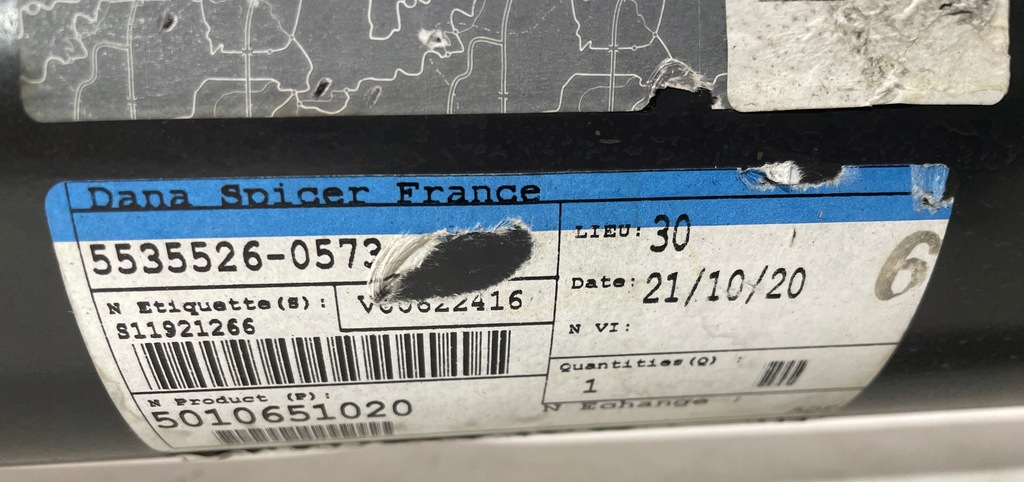 Dana Spicer France
5535526-0573
LIEU: 30
6
Date: 21/10/20
N Etiquette(S):
S11921266
N VI:
Quantities(Q) :
1
N Product (P):
5010651020
N Echange :